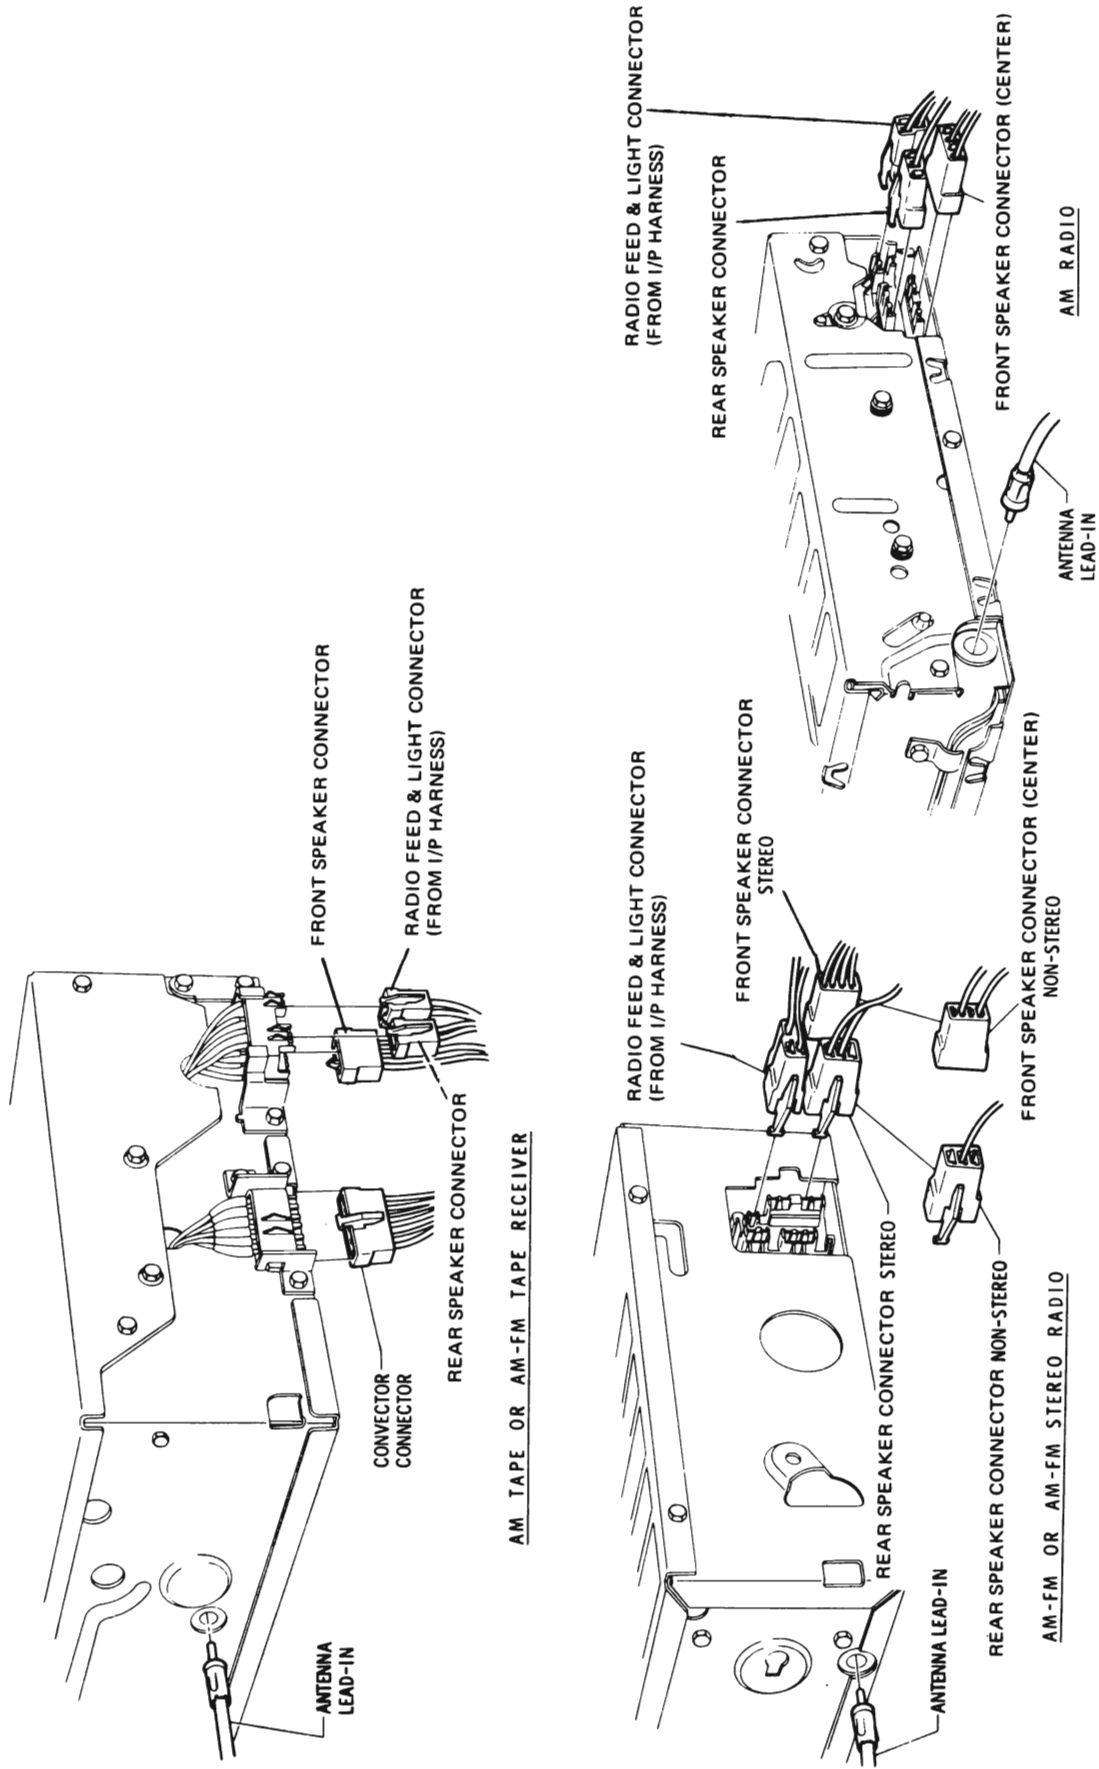 FRONT SPEAKER CONNECTOR
RADIO FEED & LIGHT CONNECTOR
(FROM I/P HARNESS)
REAR SPEAKER CONNECTOR
CONVECTOR
CONNECTOR
ANTENNA
LEAD-IN
AM TAPE OR AM-FM TAPE RECEIVER
RADIO FEED & LIGHT CONNECTOR
(FROM I/P HARNESS)
FRONT SPEAKER CONNECTOR
STEREO
FRONT SPEAKER CONNECTOR (CENTER)
NON-STEREO
REAR SPEAKER CONNECTOR STEREO
REAR SPEAKER CONNECTOR NON-STEREO
ANTENNA LEAD-IN
AM-FM OR AM-FM STEREO RADIO
RADIO FEED & LIGHT CONNECTOR
(FROM I/P HARNESS)
REAR SPEAKER CONNECTOR
FRONT SPEAKER CONNECTOR (CENTER)
ANTENNA
LEAD-IN
AM RADIO